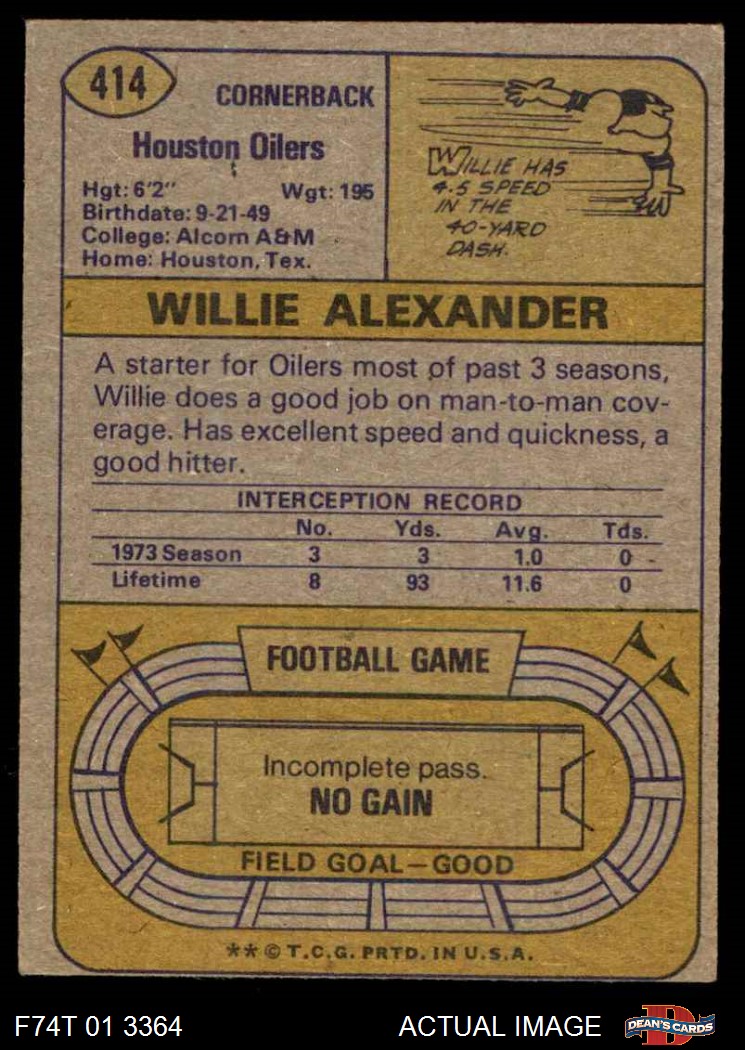 414
CORNERBACK
Houston Oilers
Hgt: 6'2" Wgt: 195
Birthdate: 9-21-49
College: Alcorn A&M
Home: Houston, Tex.
WILLIE HAS
4.5 SPEED
IN THE
40-YARD
DASH.
WILLIE ALEXANDER
A starter for Oilers most of past 3 seasons,
Willie does a good job on man-to-man cov-
erage. Has excellent speed and quickness, a
good hitter.
INTERCEPTION RECORD
No. Yds. Avg. Tds.
1973 Season 3 3 1.0 0
Lifetime 8 93 11.6 0
FOOTBALL GAME
Incomplete pass.
NO GAIN
FIELD GOAL—GOOD
** © T.C.G. PRTD. IN U.S.A.
F74T 01 3364 ACTUAL IMAGE
D
DEAN'S CARDS